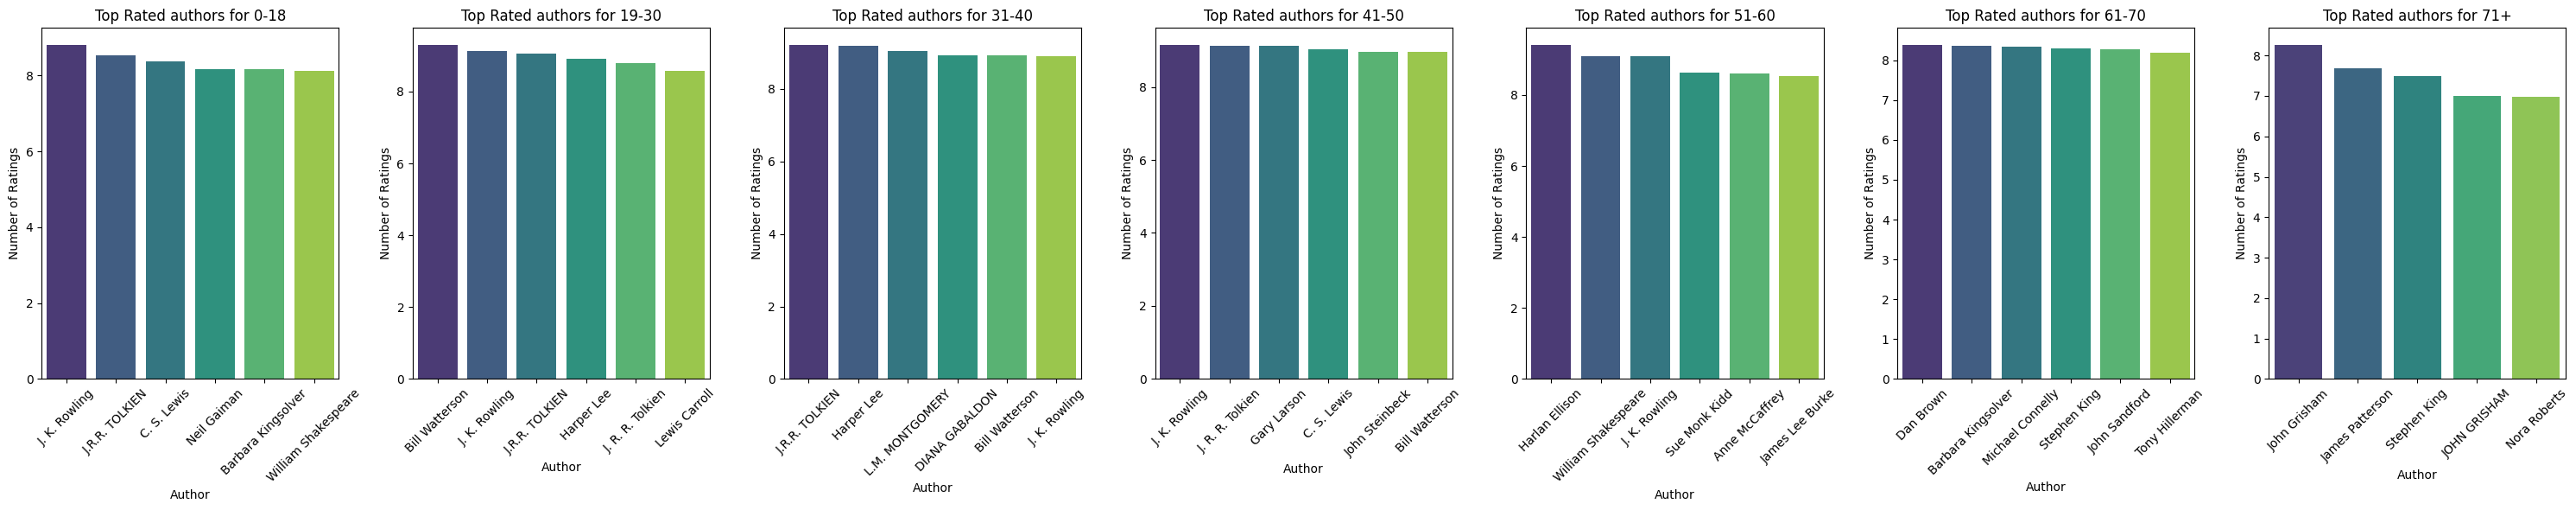 Top Rated authors for 0-18
Number of Ratings
8
6
4
2
0
J. K. Rowling
J.R.R. TOLKIEN
C. S. Lewis
Neil Gaiman
Barbara Kingsolver
William Shakespeare
Author
Top Rated authors for 19-30
Number of Ratings
8
6
4
2
0
Bill Watterson
J. K. Rowling
J.R.R. TOLKIEN
Harper Lee
J. R. R. Tolkien
Lewis Carroll
Author
Top Rated authors for 31-40
Number of Ratings
8
6
4
2
0
J.R.R. TOLKIEN
Harper Lee
L.M. MONTGOMERY
DIANA GABALDON
Bill Watterson
J. K. Rowling
Author
Top Rated authors for 41-50
Number of Ratings
8
6
4
2
0
J. K. Rowling
J. R. R. Tolkien
Gary Larson
C. S. Lewis
John Steinbeck
Bill Watterson
Author
Top Rated authors for 51-60
Number of Ratings
8
6
4
2
0
Harlan Ellison
William Shakespeare
J. K. Rowling
Sue Monk Kidd
Anne McCaffrey
James Lee Burke
Author
Top Rated authors for 61-70
Number of Ratings
8
7
6
5
4
3
2
1
0
Dan Brown
Barbara Kingsolver
Michael Connelly
Stephen King
John Sandford
Tony Hillerman
Author
Top Rated authors for 71+
Number of Ratings
8
7
6
5
4
3
2
1
0
John Grisham
James Patterson
Stephen King
JOHN GRISHAM
Nora Roberts
Author